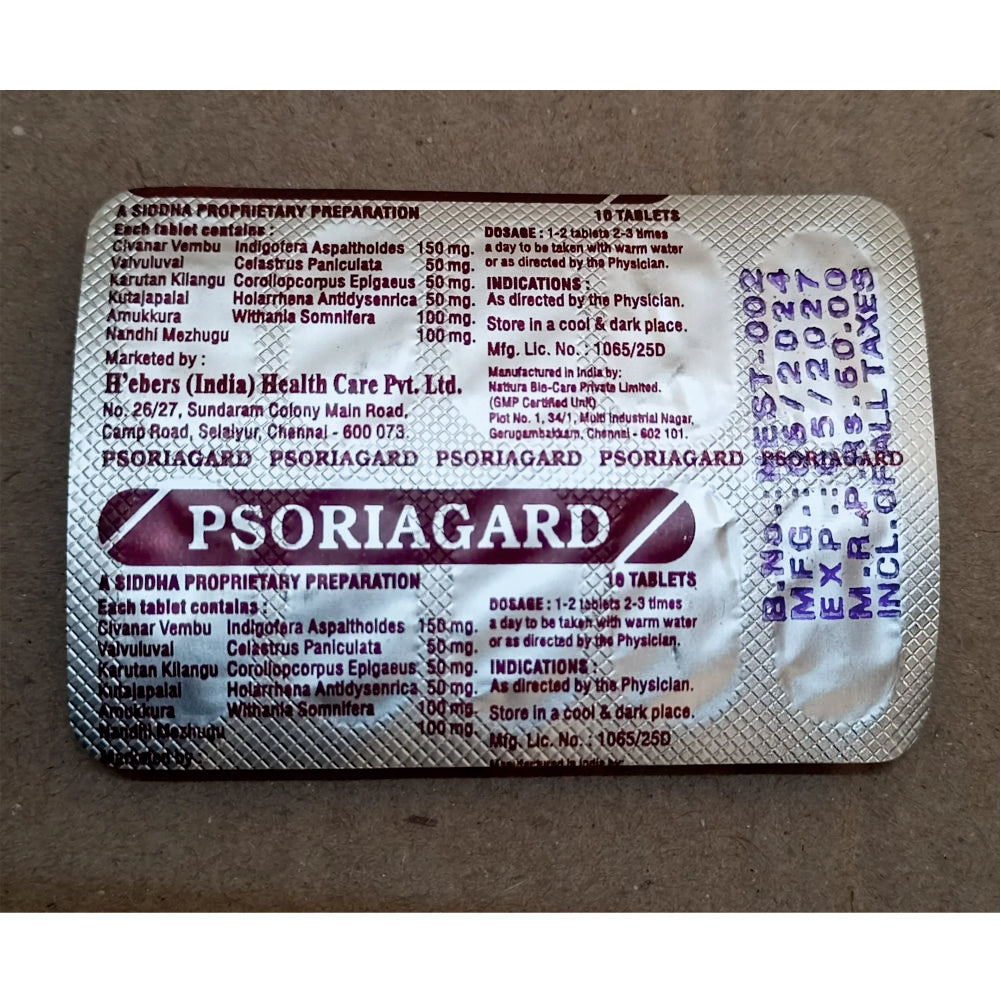 A SIDDHA PROPRIETARY PREPARATION
10 TABLETS
Each tablet contains :
Civanar Vembu Indigofera Aspalthoides 150 mg.
Valvuluval Celastrus Paniculata 50 mg.
Karutan Kilangu Corollopcorpus Epigaeus 50 mg.
Kutajapalai Holarrhena Antidysenrica 50 mg.
Amukkura Withania Somnifera 100 mg.
Nandhi Mezhugu 100 mg.
Marketed by :
H'ebers (India) Health Care Pvt. Ltd.
No. 26/27, Sundaram Colony Main Road,
Camp Road, Selaiyur, Chennai - 600 073.
DOSAGE : 1-2 tablets 2-3 times
a day to be taken with warm water
or as directed by the Physician.
INDICATIONS :
As directed by the Physician.
Store in a cool & dark place.
Mfg. Lic. No. : 1065/25D
Manufactured in India by:
Nattura Bio-Care Private Limited.
(GMP Certified Unit)
Plot No. 1, 34/1, Multi Industrial Nagar,
Gerugambakkam, Chennai - 602 101.
PSORIAGARD PSORIAGARD PSORIAGARD PSORIAGARD PSORIAGARD
PSORIAGARD
A SIDDHA PROPRIETARY PREPARATION
10 TABLETS
Each tablet contains :
Civanar Vembu Indigofera Aspalthoides 150 mg.
Valvuluval Celastrus Paniculata 50 mg.
Karutan Kilangu Corollopcorpus Epigaeus 50 mg.
Kutajapalai Holarrhena Antidysenrica 50 mg.
Amukkura Withania Somnifera 100 mg.
Nandhi Mezhugu 100 mg.
Marketed by :
DOSAGE : 1-2 tablets 2-3 times
a day to be taken with warm water
or as directed by the Physician.
INDICATIONS :
As directed by the Physician.
Store in a cool & dark place.
Mfg. Lic. No. : 1065/25D
Manufactured in India by:
B.NO.: WEST-002
MFG.: 06/2024
EXP.: 05/2027
M.R.P.:Rs.60.00
INCL.OF ALL TAXES